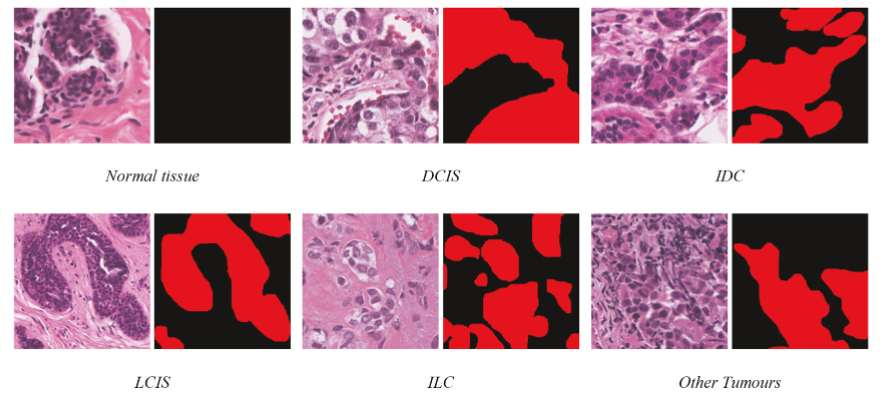 Normal tissue
DCIS
IDC
LCIS
ILC
Other Tumours